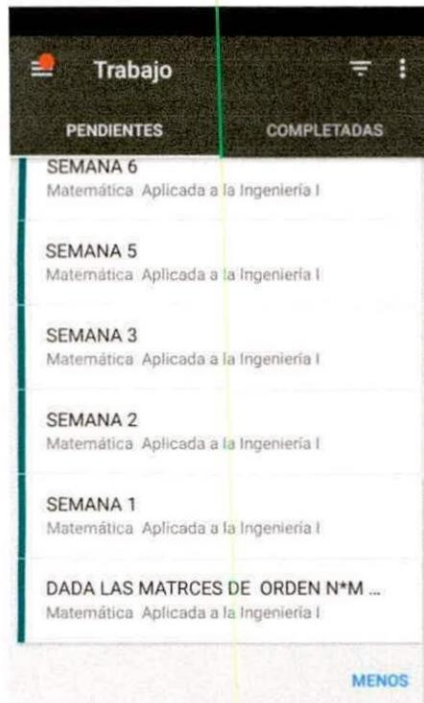 Trabajo
PENDIENTES
COMPLETADAS
SEMANA 6
Matemática Aplicada a la Ingeniería I
SEMANA 5
Matemática Aplicada a la Ingeniería I
SEMANA 3
Matemática Aplicada a la Ingeniería I
SEMANA 2
Matemática Aplicada a la Ingeniería I
SEMANA 1
Matemática Aplicada a la Ingeniería I
DADA LAS MATRCES DE ORDEN N*M ...
Matemática Aplicada a la Ingeniería I
MENOS